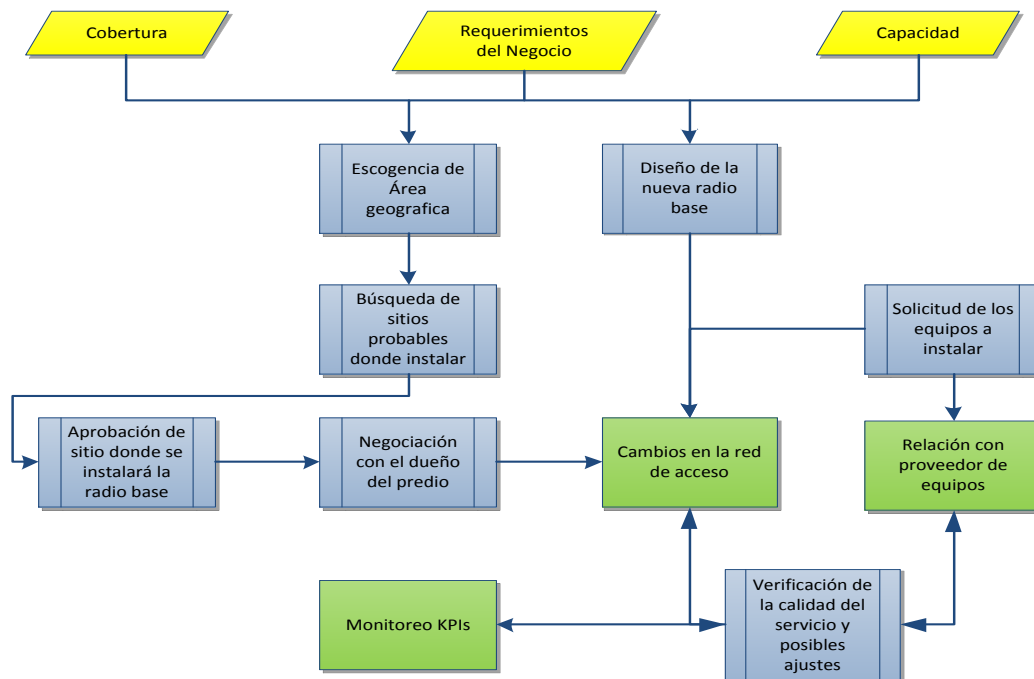 Cobertura
Requerimientos
del Negocio
Capacidad
Escogencia de
Área
geografica
Diseño de la
nueva radio
base
Búsqueda de
sitios
probables
donde instalar
Solicitud de los
equipos a
instalar
Aprobación de
sitio donde se
instalará la
radio base
Negociación
con el dueño
del predio
Cambios en la red
de acceso
Relación con
proveedor de
equipos
Monitoreo KPIs
Verificación de
la calidad del
servicio y
posibles
ajustes